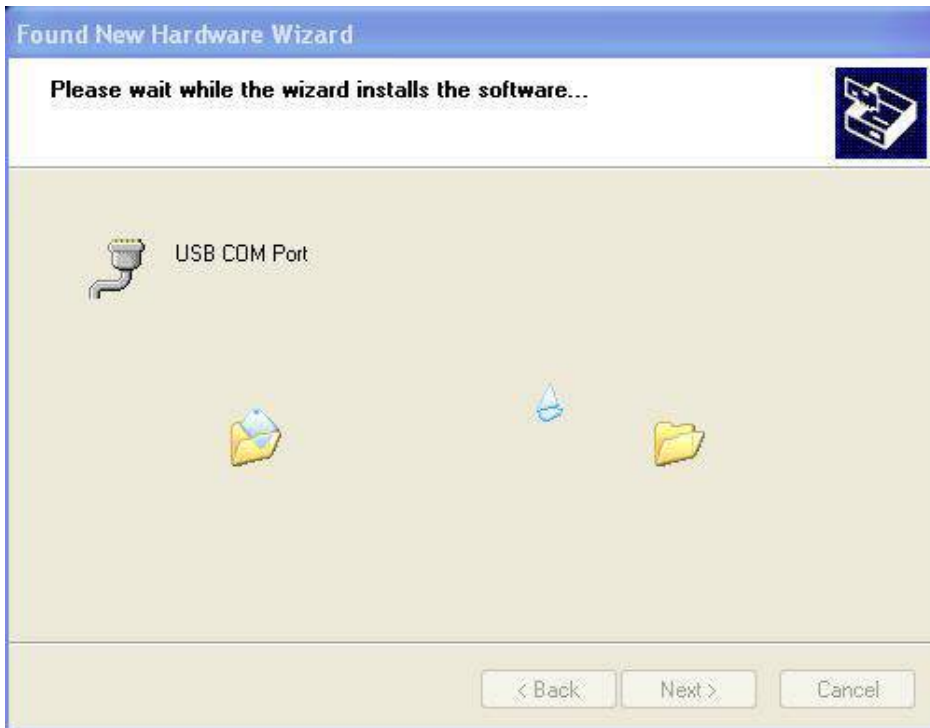 Found New Hardware Wizard
Please wait while the wizard installs the software...
USB COM Port
< Back
Next >
Cancel